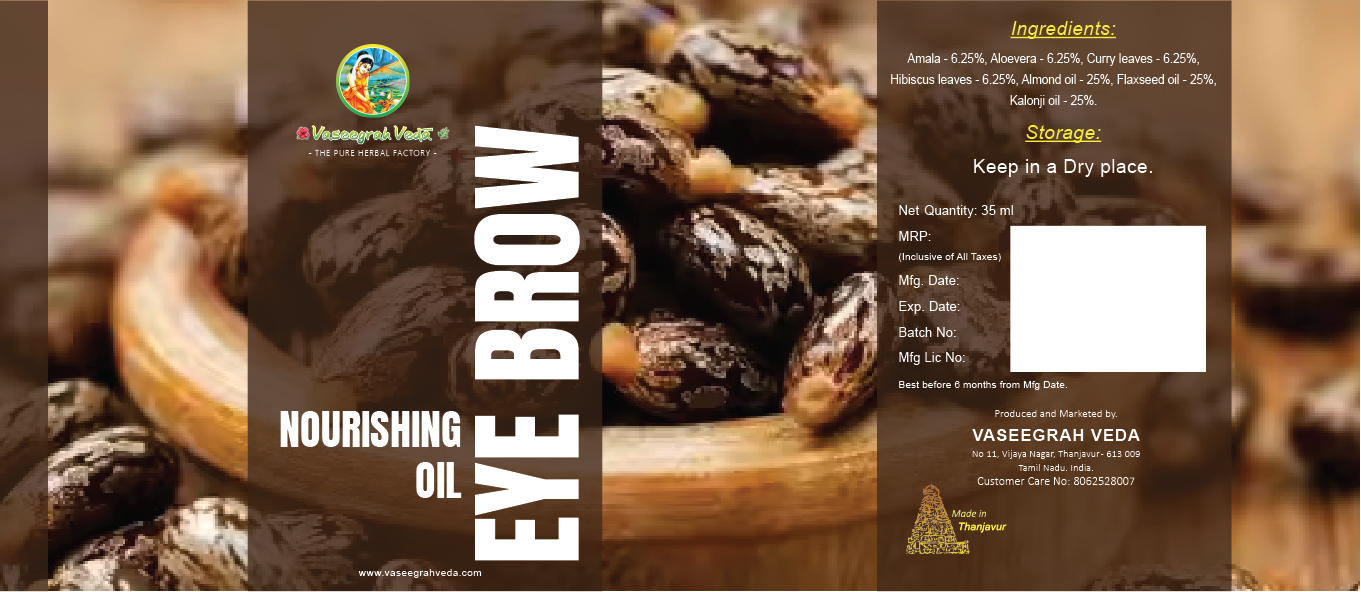 Vaseegrah Veda
- THE PURE HERBAL FACTORY -
EYE BROW
NOURISHING
OIL
www.vaseegrahveda.com
Ingredients:
Amala - 6.25%, Aloevera - 6.25%, Curry leaves - 6.25%,
Hibiscus leaves - 6.25%, Almond oil - 25%, Flaxseed oil - 25%,
Kalonji oil - 25%.
Storage:
Keep in a Dry place.
Net Quantity: 35 ml
MRP:
(Inclusive of All Taxes)
Mfg. Date:
Exp. Date:
Batch No:
Mfg Lic No:
Best before 6 months from Mfg Date.
Produced and Marketed by.
VASEEGRAH VEDA
No 11, Vijaya Nagar, Thanjavur - 613 009
Tamil Nadu. India.
Customer Care No: 8062528007
Made in
Thanjavur